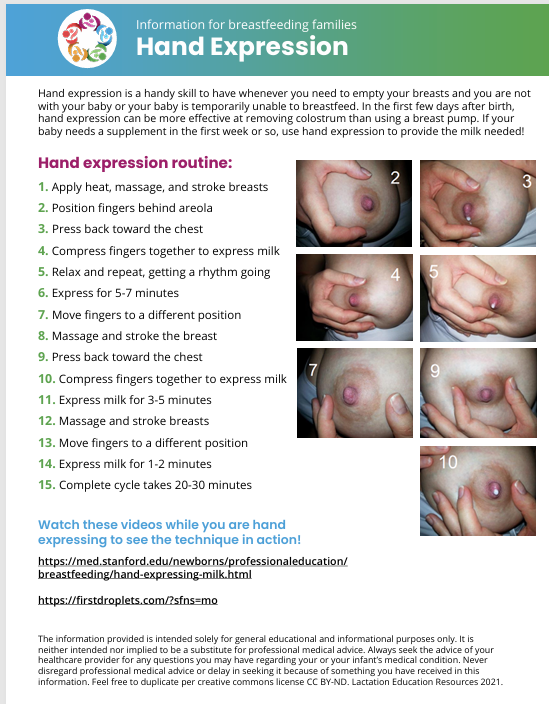 Information for breastfeeding families
Hand Expression
Hand expression is a handy skill to have whenever you need to empty your breasts and you are not
with your baby or your baby is temporarily unable to breastfeed. In the first few days after birth,
hand expression can be more effective at removing colostrum than using a breast pump. If your
baby needs a supplement in the first week or so, use hand expression to provide the milk needed!
Hand expression routine:
1. Apply heat, massage, and stroke breasts
2. Position fingers behind areola
3. Press back toward the chest
4. Compress fingers together to express milk
5. Relax and repeat, getting a rhythm going
6. Express for 5-7 minutes
7. Move fingers to a different position
8. Massage and stroke the breast
9. Press back toward the chest
10. Compress fingers together to express milk
11. Express milk for 3-5 minutes
12. Massage and stroke breasts
13. Move fingers to a different position
14. Express milk for 1-2 minutes
15. Complete cycle takes 20-30 minutes
2
3
4
5
7
9
10
Watch these videos while you are hand
expressing to see the technique in action!
https://med.stanford.edu/newborns/professionaleducation/
breastfeeding/hand-expressing-milk.html
https://firstdroplets.com/?sfns=mo
The information provided is intended solely for general educational and informational purposes only. It is
neither intended nor implied to be a substitute for professional medical advice. Always seek the advice of your
healthcare provider for any questions you may have regarding your or your infant's medical condition. Never
disregard professional medical advice or delay in seeking it because of something you have received in this
information. Feel free to duplicate per creative commons license CC BY-ND. Lactation Education Resources 2021.